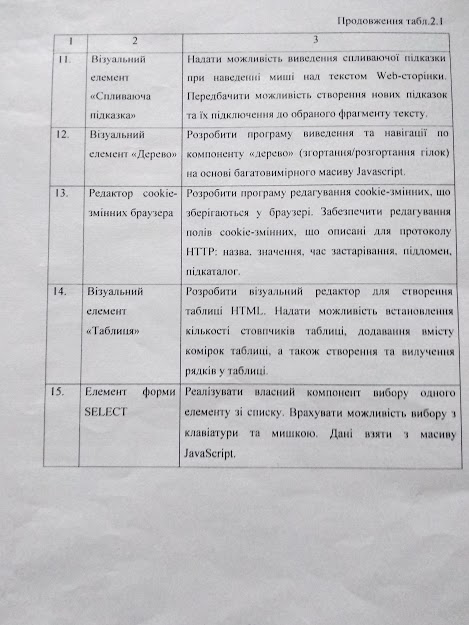 Продовження табл.2.1
1 2 3
11. Візуальний Надати можливість виведення спливаючої підказки
елемент при наведенні миші над текстом Web-сторінки.
«Спливаюча Передбачити можливість створення нових підказок
підказка» та їх підключення до обраного фрагменту тексту.
12. Візуальний Розробити програму виведення та навігації по
елемент «Дерево» компоненту «дерево» (згортання/розгортання гілок)
на основі багатовимірного масиву Javascript.
13. Редактор cookie- Розробити програму редагування cookie-змінних, що
змінних браузера зберігаються у браузері. Забезпечити редагування
полів cookie-змінних, що описані для протоколу
HTTP: назва, значення, час застарівання, підломен,
підкаталог.
14. Візуальний Розробити візуальний редактор для створення
елемент таблиці HTML. Надати можливість встановлення
«Таблиця» кількості стовпчиків таблиці, додавання вмісту
комірок таблиці, а також створення та вилучення
рядків у таблиці.
15. Елемент форми Реалізувати власний компонент вибору одного
SELECT елементу зі списку. Врахувати можливість вибору з
клавіатури та мишкою. Дані взяти з масиву
JavaScript.